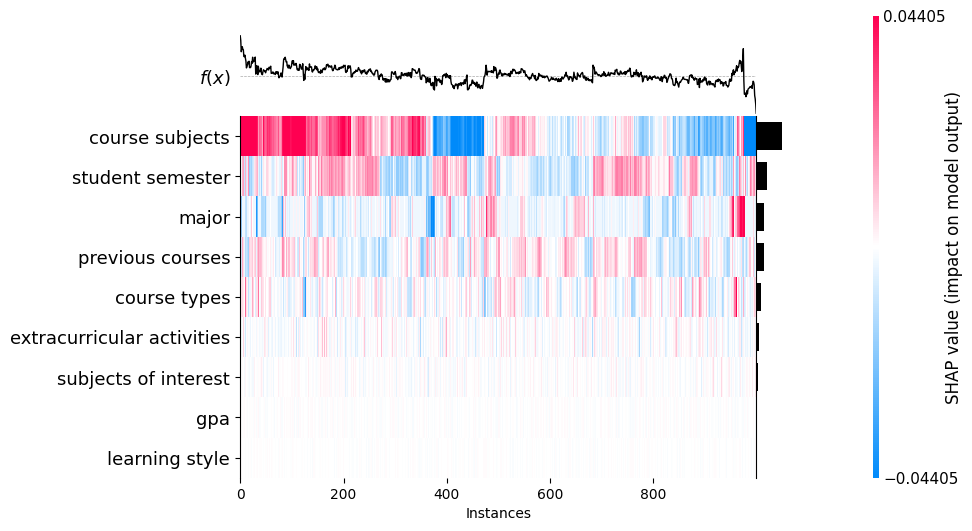 0.04405
f(x)
course subjects
student semester
major
previous courses
course types
extracurricular activities
subjects of interest
gpa
learning style
0 200 400 600 800
Instances
SHAP value (impact on model output)
−0.04405